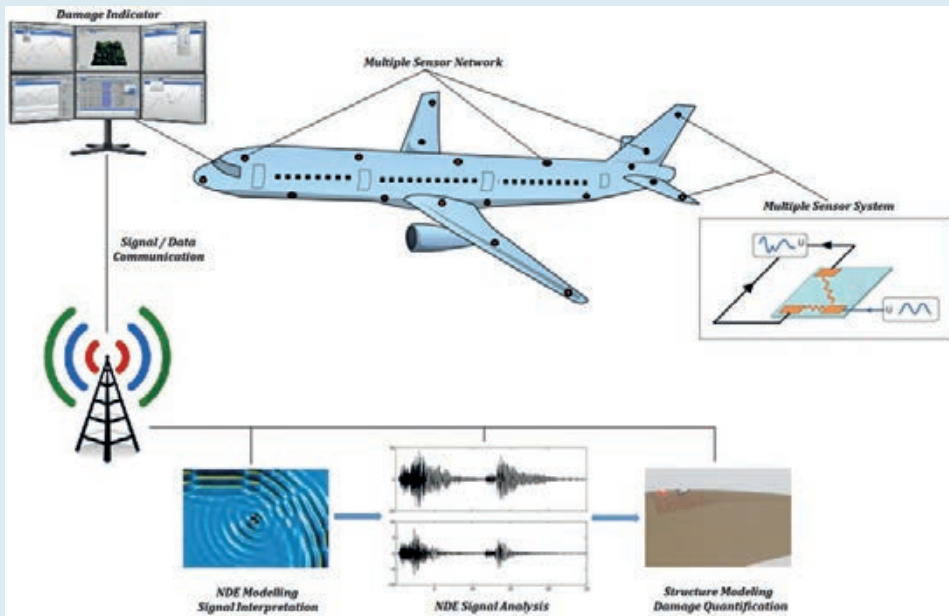 Damage Indicator
Multiple Sensor Network
Multiple Sensor System
U
U
Signal / Data
Communication
NDE Modelling
Signal Interpretation
NDE Signal Analysis
Structure Modeling
Damage Quantification